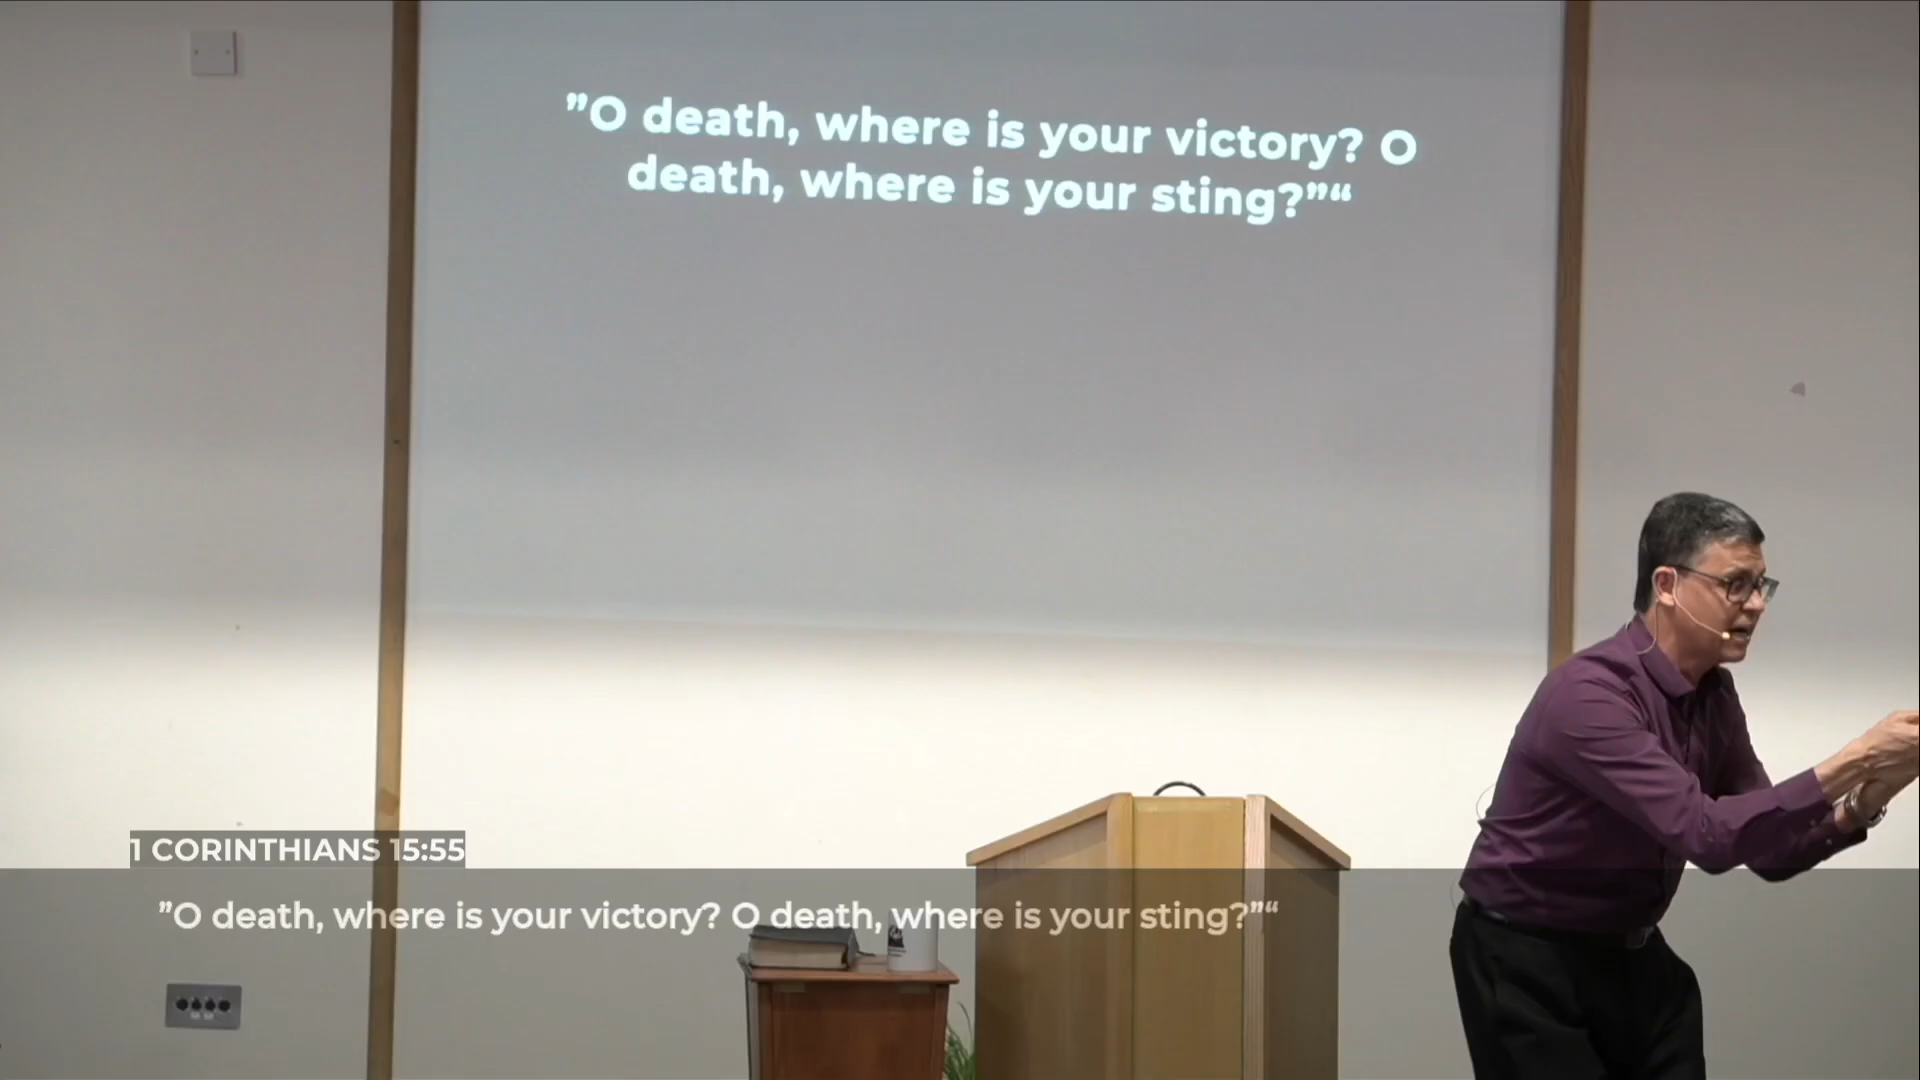 ”O death, where is your victory? O
death, where is your sting?”“
1 CORINTHIANS 15:55
”O death, where is your victory? O death, where is your sting?”“